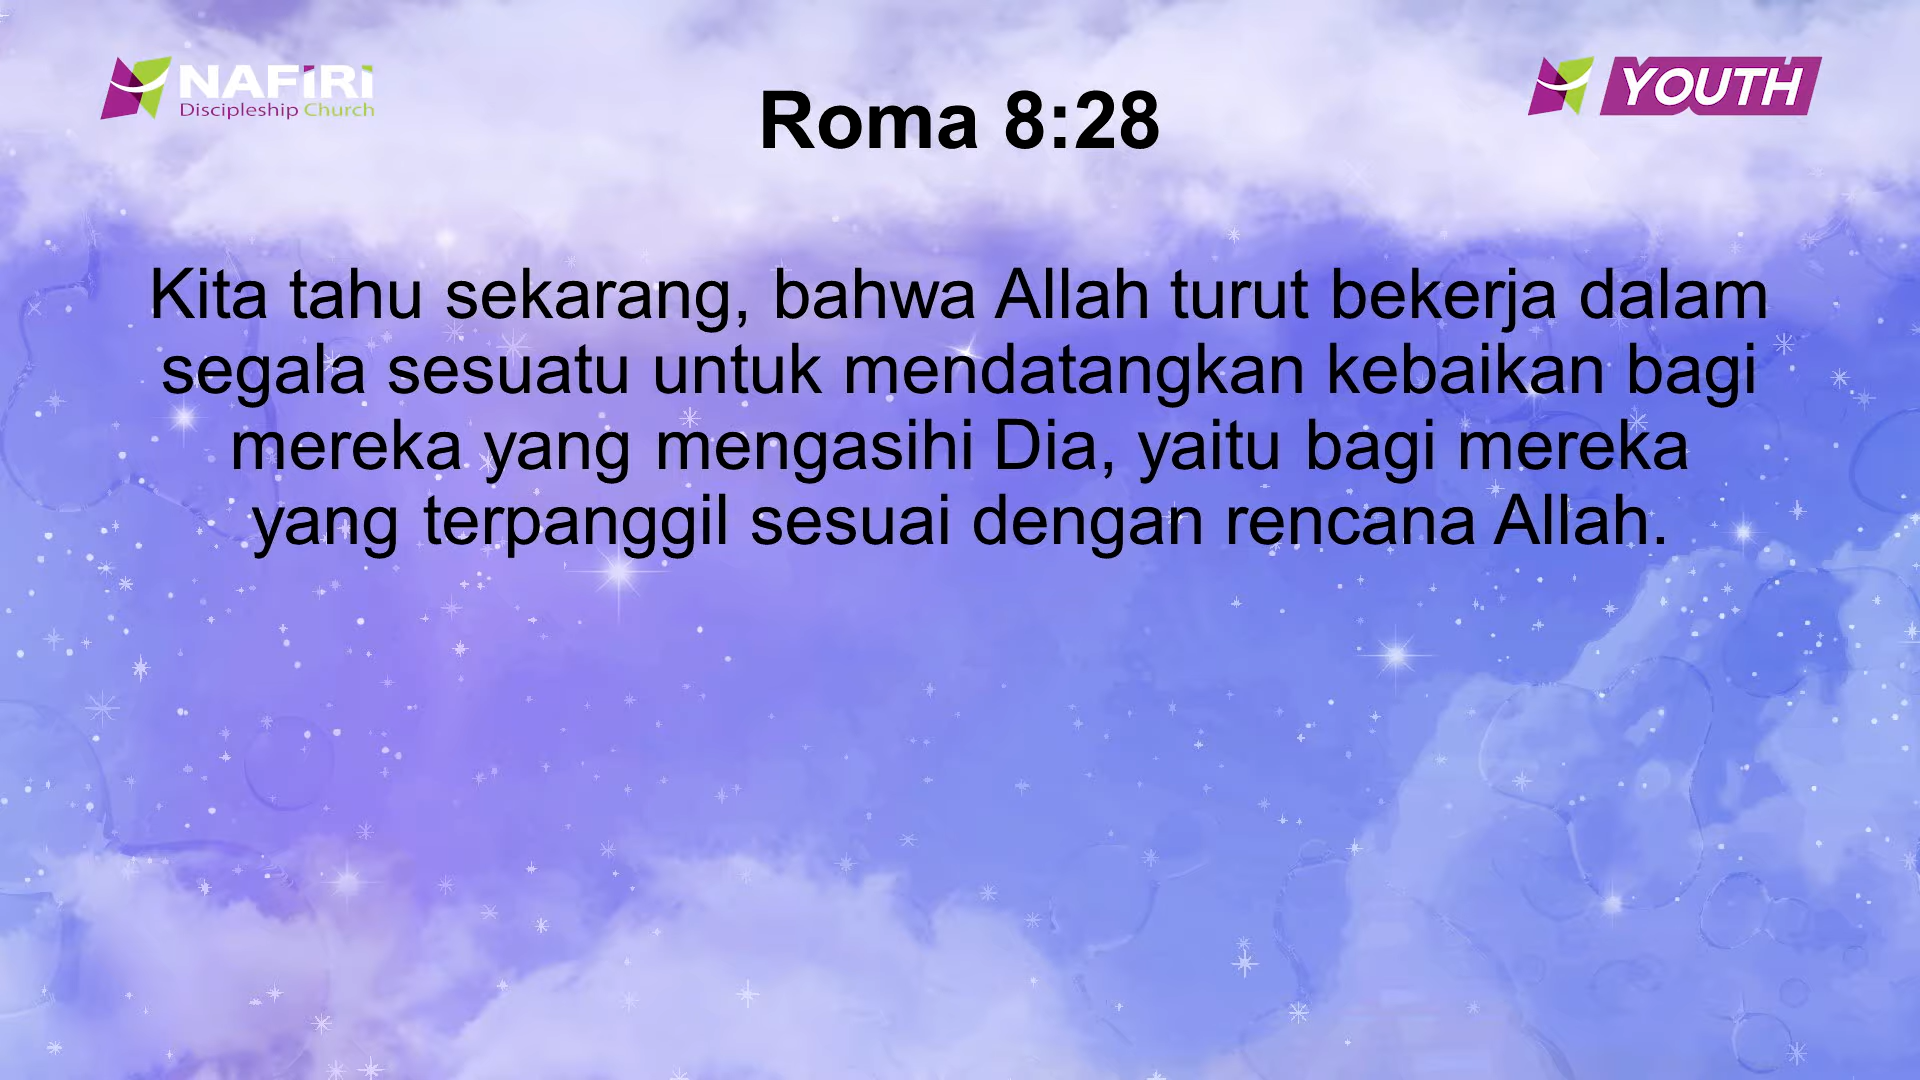 NAFiRi
Discipleship Church
YOUTH
Roma 8:28
Kita tahu sekarang, bahwa Allah turut bekerja dalam
segala sesuatu untuk mendatangkan kebaikan bagi
mereka yang mengasihi Dia, yaitu bagi mereka
yang terpanggil sesuai dengan rencana Allah.